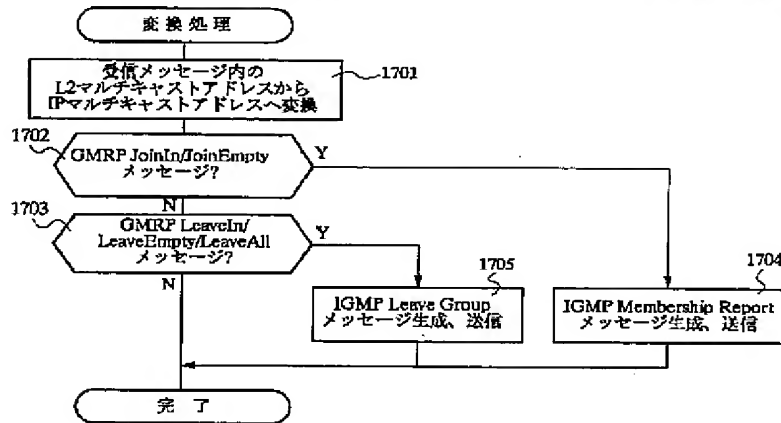 変換処理
受信メッセージ内の
L2マルチキャストアドレスから
IPマルチキャストアドレスへ変換
1701
1702
GMRP JoinIn/JoinEmpty
メッセージ?
Y
N
1703
GMRP LeaveIn/
LeaveEmpty/LeaveAll
メッセージ?
Y
N
1705
IGMP Leave Group
メッセージ生成、送信
1704
IGMP Membership Report
メッセージ生成、送信
完了